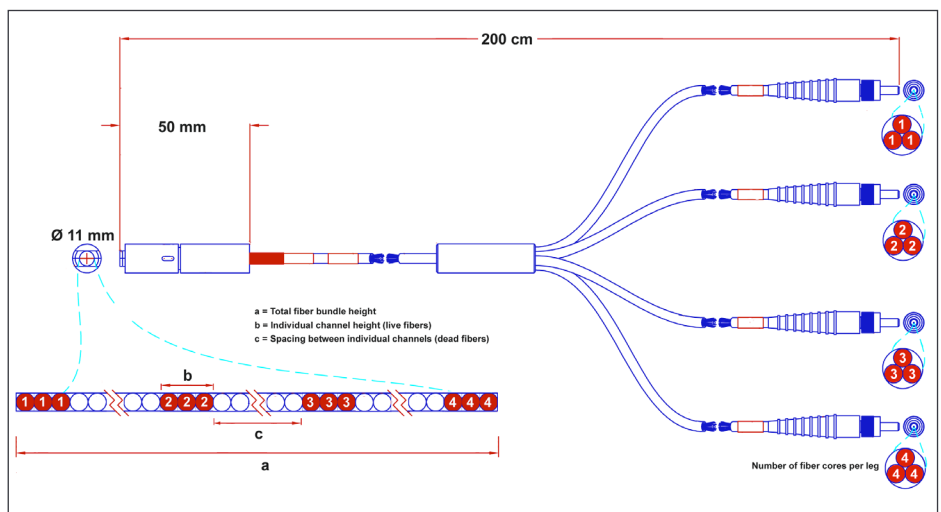 200 cm
50 mm
Ø 11 mm
1
1 1
2
2 2
3
3 3
4
4 4
a = Total fiber bundle height
b = Individual channel height (live fibers)
c = Spacing between individual channels (dead fibers)
b
1 1 1 2 2 2 3 3 3 4 4 4
c
a
Number of fiber cores per leg